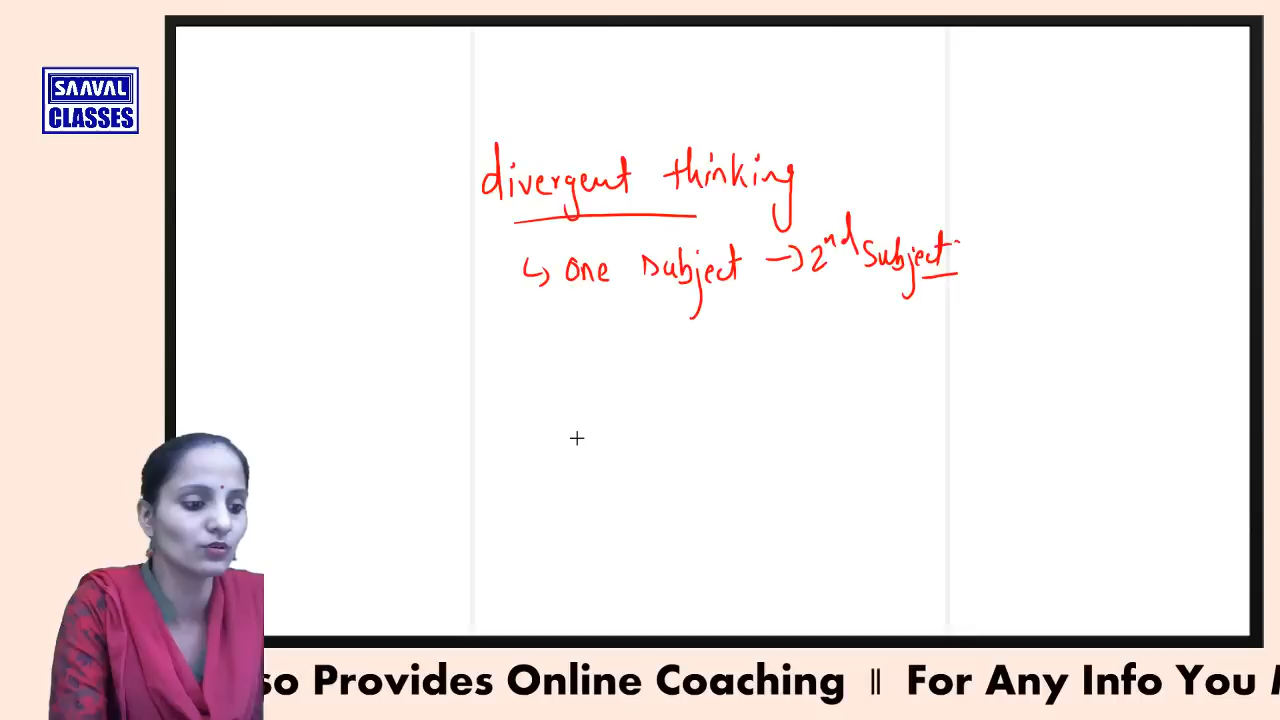 SAAVAL
CLASSES
divergent thinking
↳ one subject → 2nd subject
so Provides Online Coaching || For Any Info You